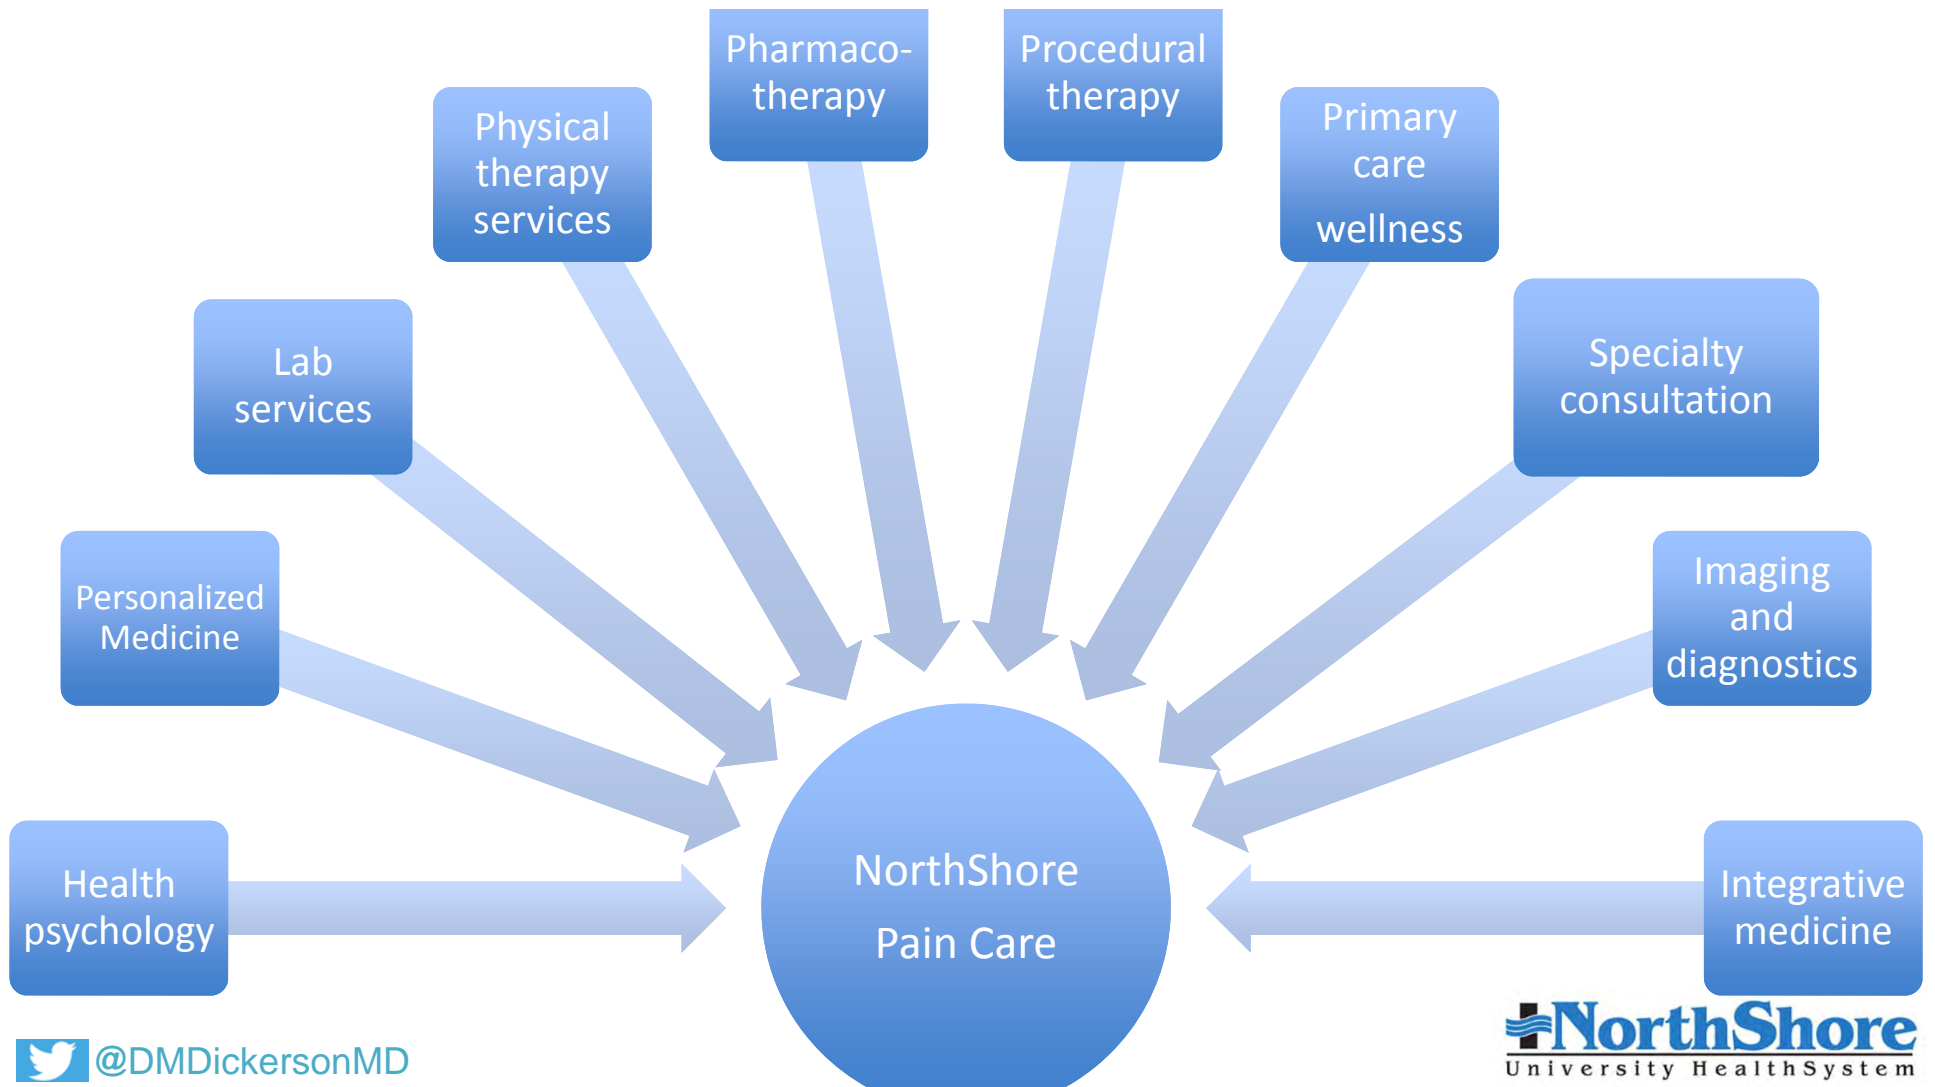 Pharmaco-
therapy
Procedural
therapy
Physical
therapy
services
Primary
care
wellness
Lab
services
Specialty
consultation
Personalized
Medicine
Imaging
and
diagnostics
Health
psychology
NorthShore
Pain Care
Integrative
medicine
@DMDickersonMD
NorthShore
University HealthSystem